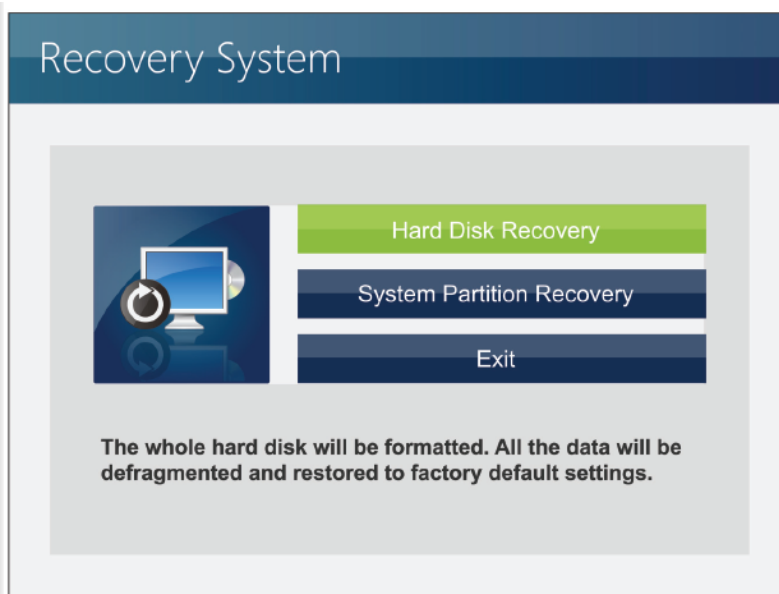 Recovery System
Hard Disk Recovery
System Partition Recovery
Exit
The whole hard disk will be formatted. All the data will be
defragmented and restored to factory default settings.